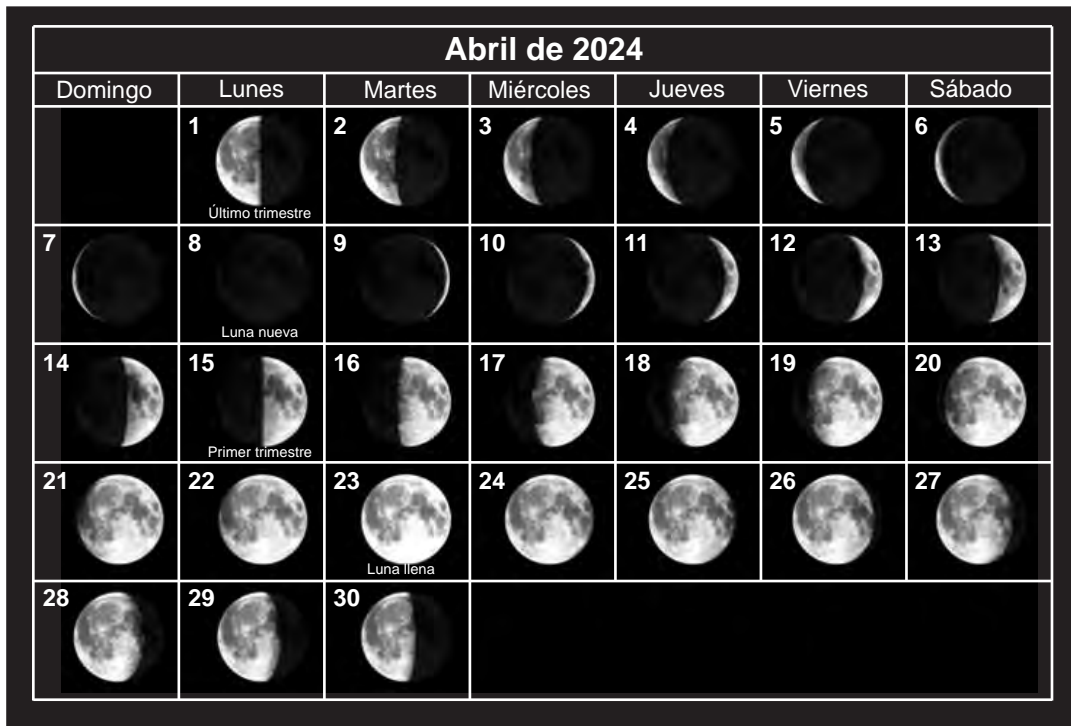 Abril de 2024
Domingo Lunes Martes Miércoles Jueves Viernes Sábado
1 2 3 4 5 6
Último trimestre
7 8 9 10 11 12 13
Luna nueva
14 15 16 17 18 19 20
Primer trimestre
21 22 23 24 25 26 27
Luna llena
28 29 30